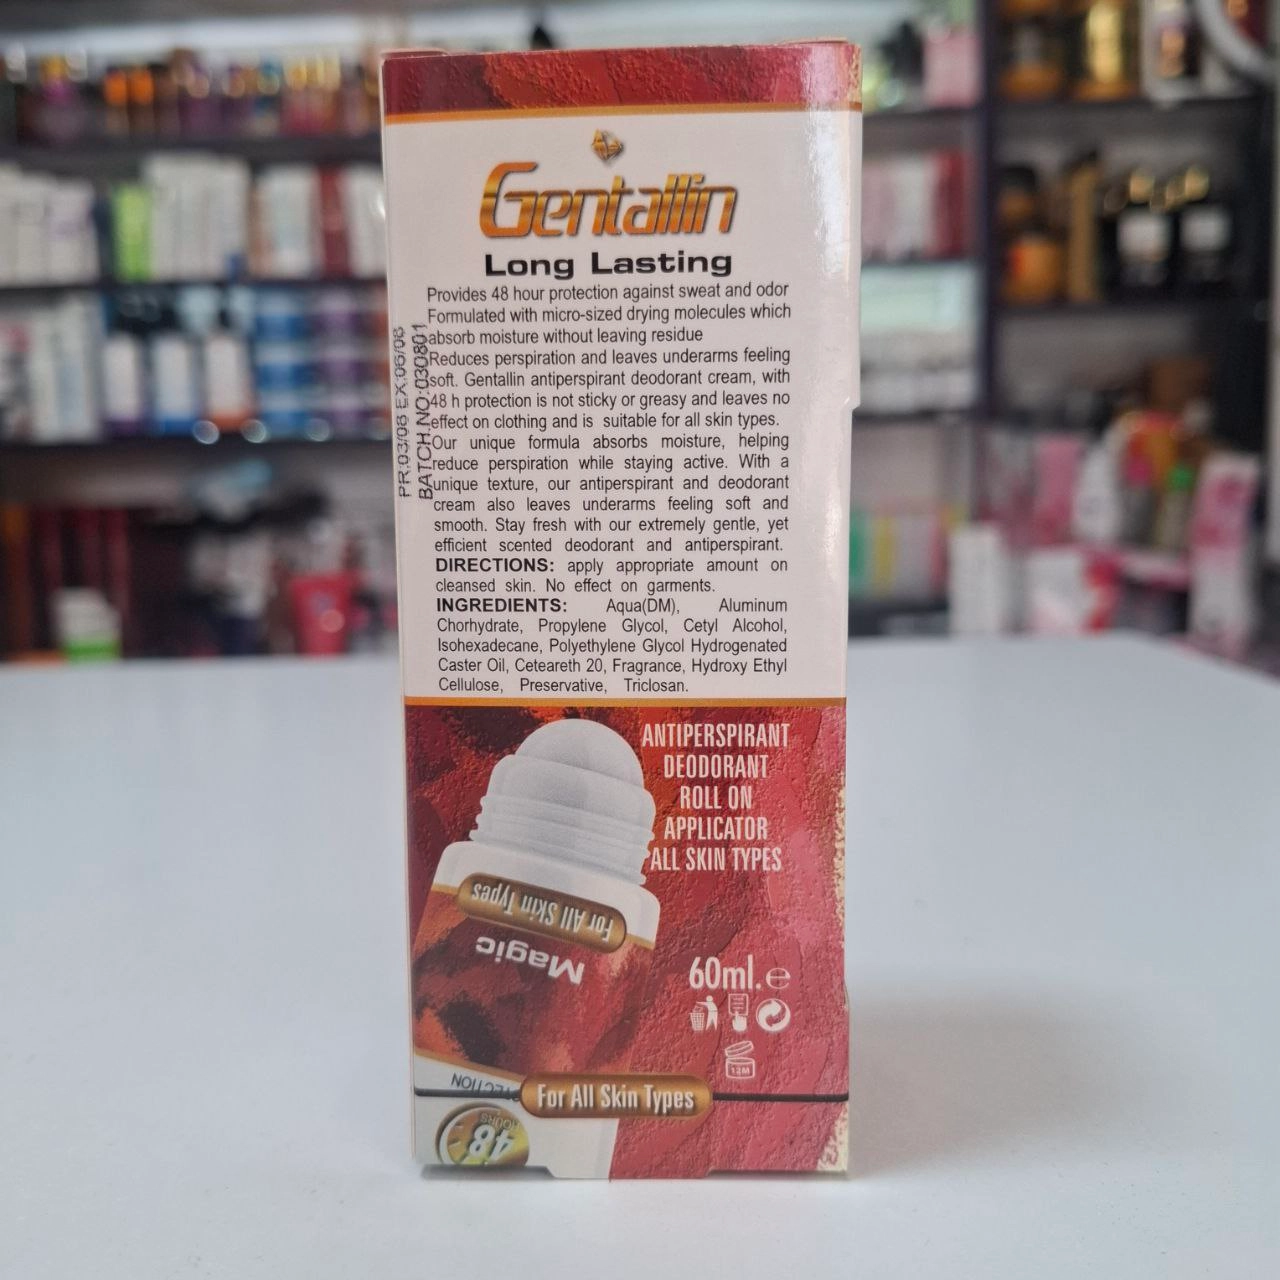 Gentallin
Long Lasting
Provides 48 hour protection against sweat and odor
Formulated with micro-sized drying molecules which
absorb moisture without leaving residue
Reduces perspiration and leaves underarms feeling
soft. Gentallin antiperspirant deodorant cream, with
48 h protection is not sticky or greasy and leaves no
effect on clothing and is suitable for all skin types.
Our unique formula absorbs moisture, helping
reduce perspiration while staying active. With a
unique texture, our antiperspirant and deodorant
cream also leaves underarms feeling soft and
smooth. Stay fresh with our extremely gentle, yet
efficient scented deodorant and antiperspirant.
DIRECTIONS: apply appropriate amount on
cleansed skin. No effect on garments.
INGREDIENTS: Aqua(DM), Aluminum
Chorhydrate, Propylene Glycol, Cetyl Alcohol,
Isohexadecane, Polyethylene Glycol Hydrogenated
Caster Oil, Ceteareth 20, Fragrance, Hydroxy Ethyl
Cellulose, Preservative, Triclosan.
PR:03/08 EX:06/08
BATCH.NO:030801
ANTIPERSPIRANT
DEODORANT
ROLL ON
APPLICATOR
ALL SKIN TYPES
For All Skin Types
Magic
60ml.e
12M
For All Skin Types
48
HOURS